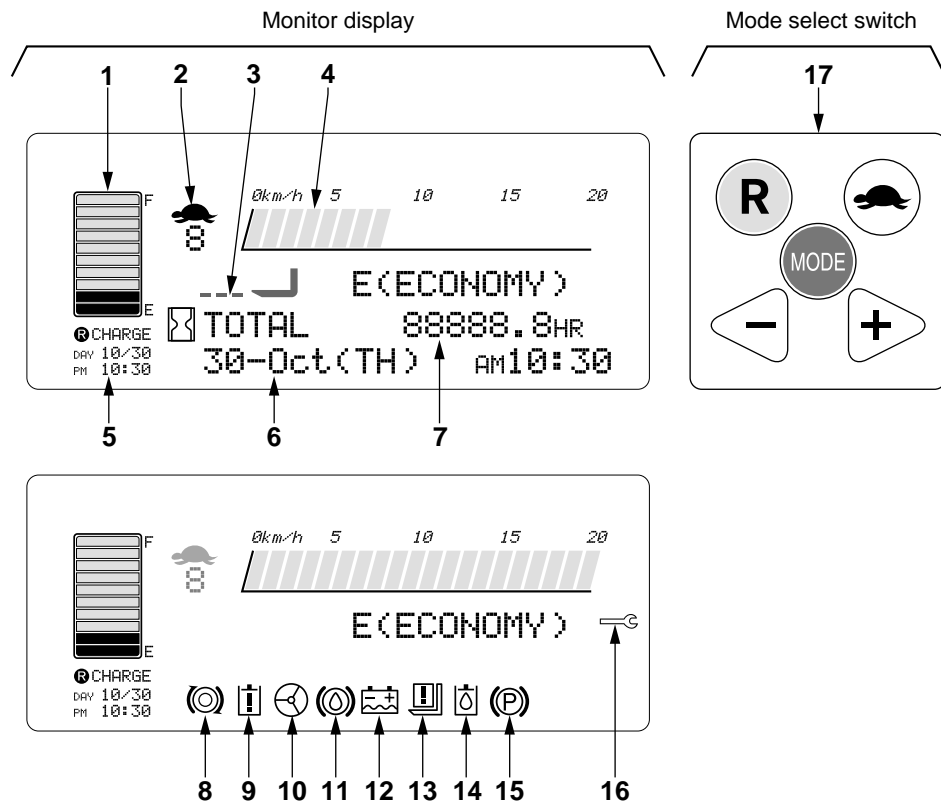 Monitor display
Mode select switch
1 2 3 4 17
0km/h 5 10 15 20
F
8
R
MODE
E(ECONOMY)
E
TOTAL 88888.8HR
R CHARGE
DAY 10/30
PM 10:30
30-Oct(TH) AM10:30
- +
5 6 7
0km/h 5 10 15 20
F
8
E(ECONOMY)
E
R CHARGE
DAY 10/30
PM 10:30
P
8 9 10 11 12 13 14 15 16